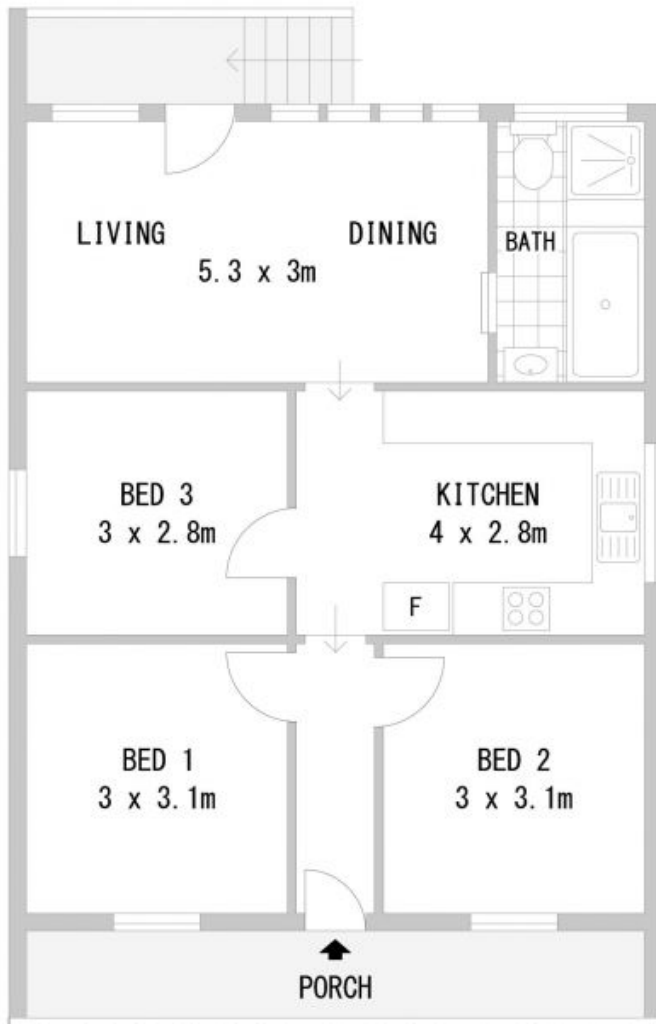 LIVING
DINING
5.3 x 3m
BATH
BED 3
3 x 2.8m
KITCHEN
4 x 2.8m
F
BED 1
3 x 3.1m
BED 2
3 x 3.1m
PORCH